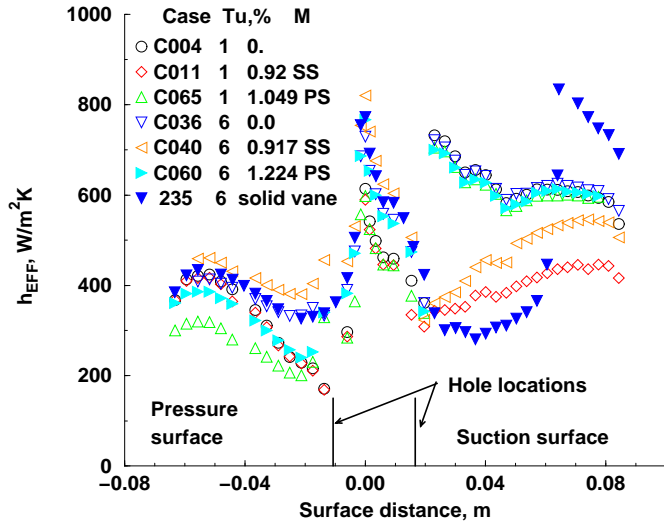 Case Tu,% M
C004 1 0.
C011 1 0.92 SS
C065 1 1.049 PS
C036 6 0.0
C040 6 0.917 SS
C060 6 1.224 PS
235 6 solid vane
1000
800
600
400
200
0
h_EFF, W/m²K
Pressure
surface
Hole locations
Suction surface
−0.08
−0.04
0.00
0.04
0.08
Surface distance, m